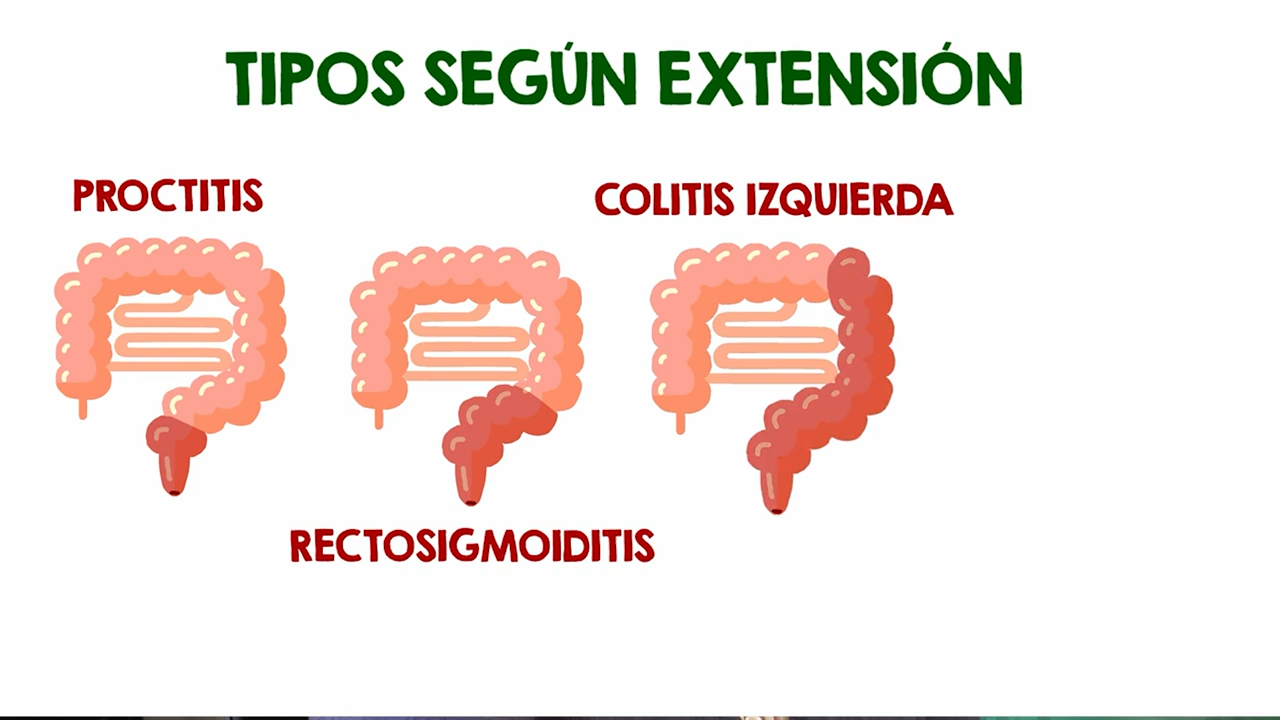 TIPOS SEGÚN EXTENSIÓN
PROCTITIS
COLITIS IZQUIERDA
RECTOSIGMOIDITIS